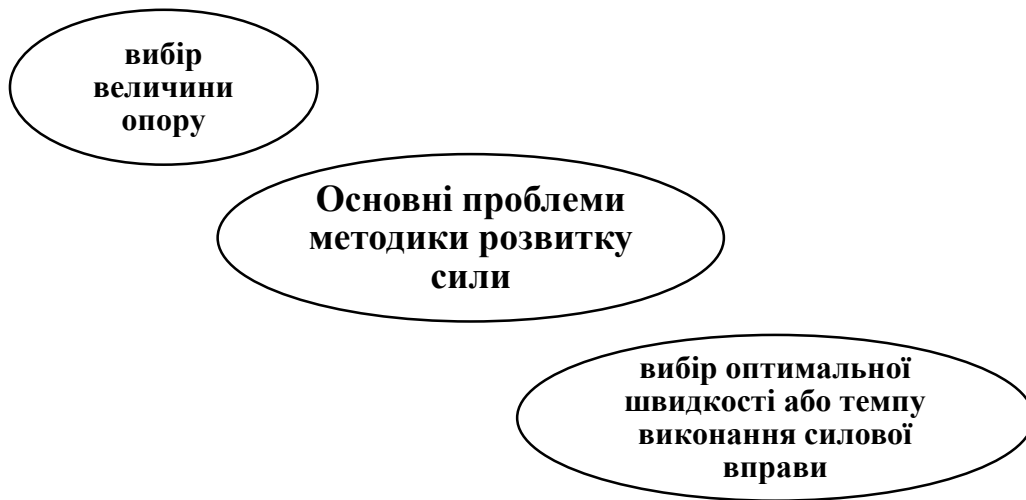 вибір
величини
опору
Основні проблеми
методики розвитку
сили
вибір оптимальної
швидкості або темпу
виконання силової
вправи